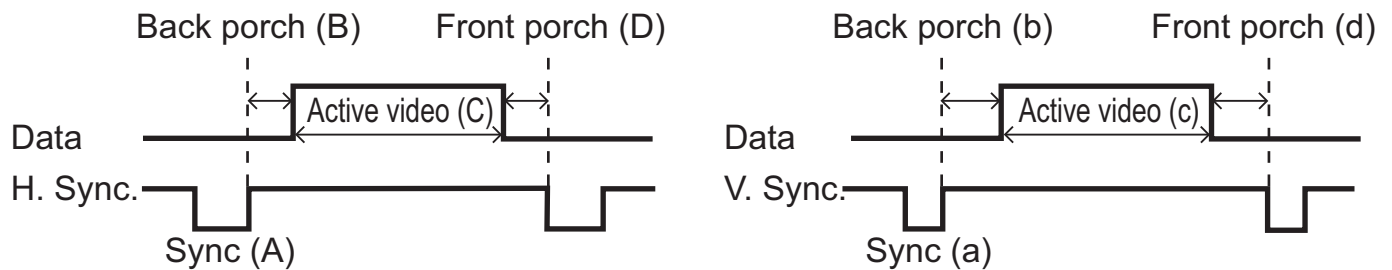 Back porch (B) Front porch (D)
Active video (C)
Data
H. Sync.
Sync (A)
Back porch (b) Front porch (d)
Active video (c)
Data
V. Sync.
Sync (a)